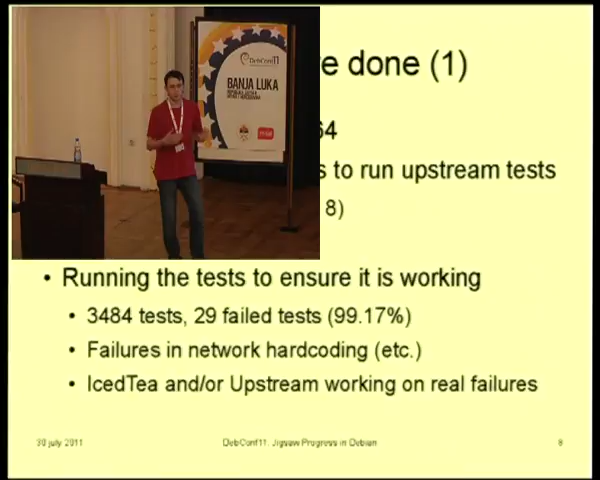 e done (1)
DebConf11
BANJA LUKA
64
s to run upstream tests
8)
• Running the tests to ensure it is working
• 3484 tests, 29 failed tests (99.17%)
• Failures in network hardcoding (etc.)
• IcedTea and/or Upstream working on real failures
30 july 2011
DebConf11: Jigsaw Progress in Debian
8